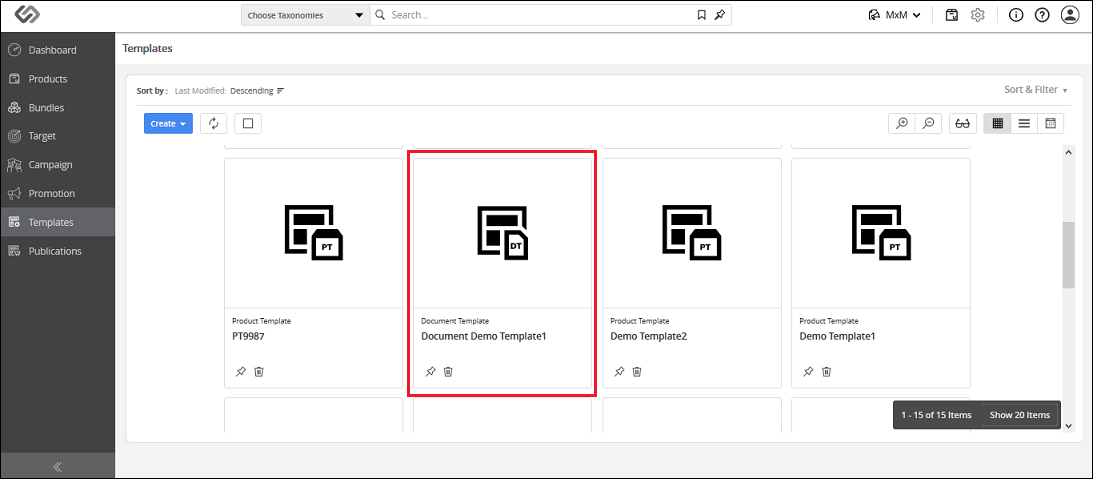 Choose Taxonomies
Search...
MxM
Dashboard
Products
Bundles
Target
Campaign
Promotion
Templates
Publications
Templates
Sort by : Last Modified: Descending
Sort & Filter
Create
PT
DT
PT
PT
Product Template
PT9987
Document Template
Document Demo Template1
Product Template
Demo Template2
Product Template
Demo Template1
1 - 15 of 15 Items Show 20 Items